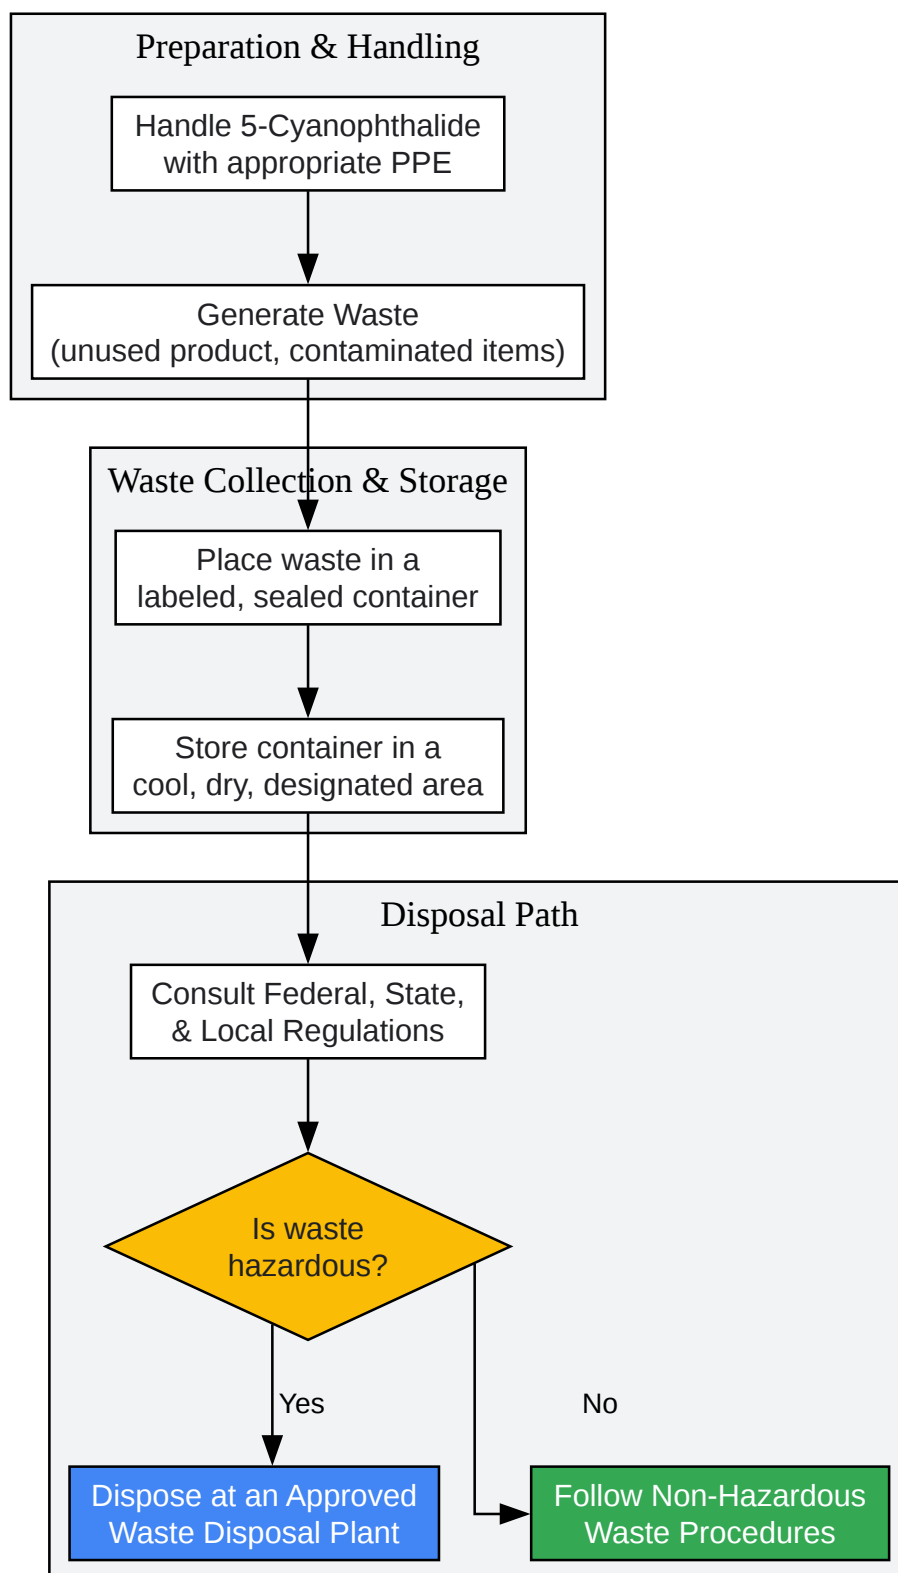 Preparation & Handling
Handle 5-Cyanophthalide
with appropriate PPE
Generate Waste
(unused product, contaminated items)
Waste Collection & Storage
Place waste in a
labeled, sealed container
Store container in a
cool, dry, designated area
Disposal Path
Consult Federal, State,
& Local Regulations
Is waste
hazardous?
Yes
No
Dispose at an Approved
Waste Disposal Plant
Follow Non-Hazardous
Waste Procedures